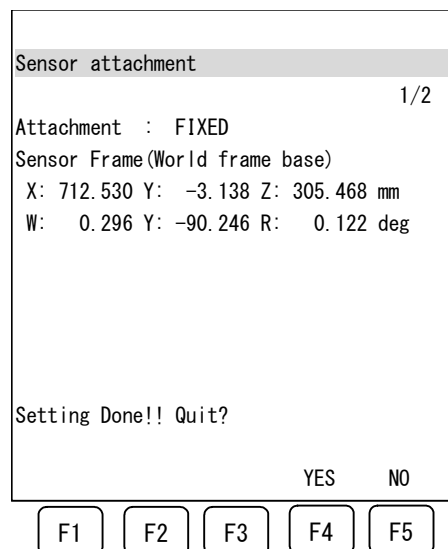 Sensor attachment
1/2
Attachment : FIXED
Sensor Frame(World frame base)
X: 712.530 Y: -3.138 Z: 305.468 mm
W: 0.296 Y: -90.246 R: 0.122 deg
Setting Done!! Quit?
YES NO
F1 F2 F3 F4 F5